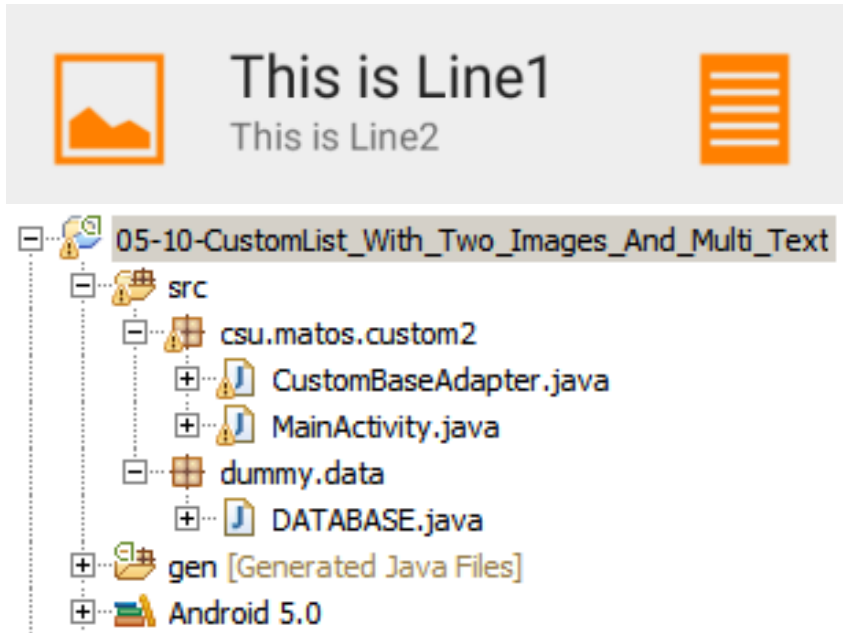 This is Line1
This is Line2
05-10-CustomList_With_Two_Images_And_Multi_Text
src
csu.matos.custom2
CustomBaseAdapter.java
MainActivity.java
dummy.data
DATABASE.java
gen [Generated Java Files]
Android 5.0